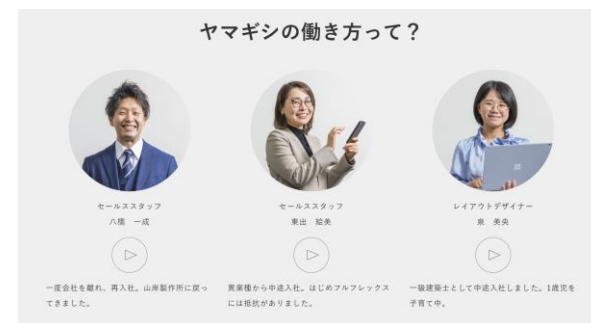 ヤマギシの働き方って？
セールススタッフ
八橋　一成
一度会社を離れ、再入社。山岸製作所に戻っ
てきました。
セールススタッフ
東出　絵美
異業種から中途入社。はじめフルフレックス
には抵抗がありました。
レイアウトデザイナー
泉　美央
一級建築士として中途入社しました。1歳児を
子育て中。